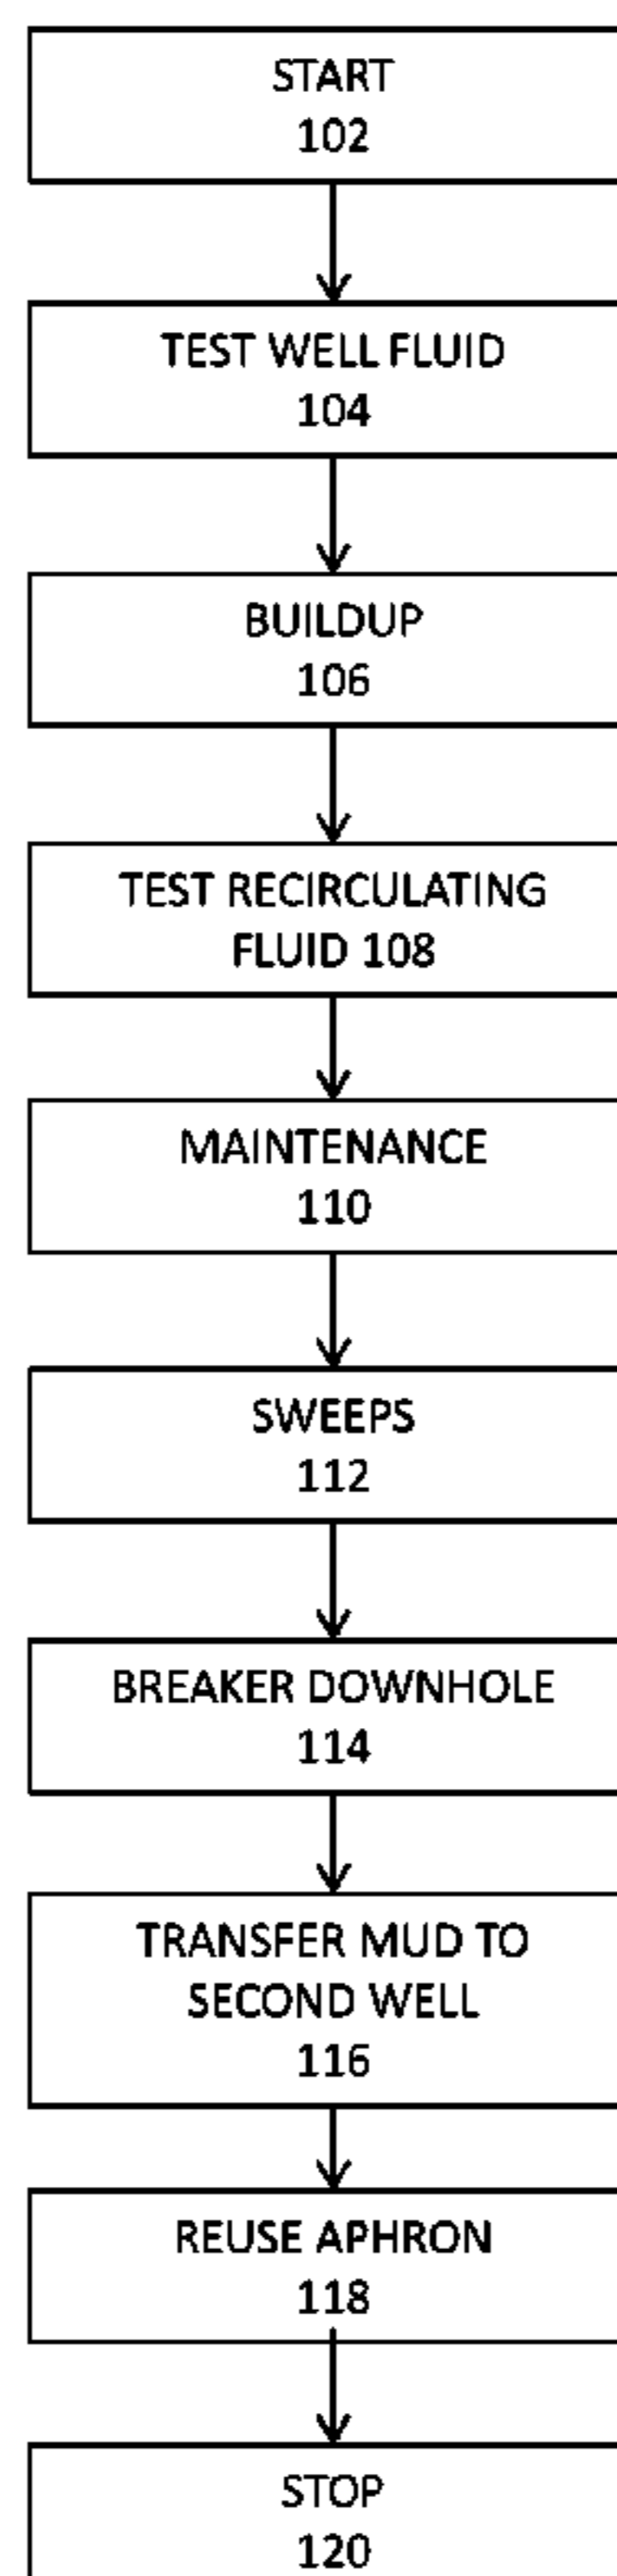 START
102
TEST WELL FLUID
104
BUILDUP
106
TEST RECIRCULATING
FLUID 108
MAINTENANCE
110
SWEEPS
112
BREAKER DOWNHOLE
114
TRANSFER MUD TO
SECOND WELL
116
REUSE APHRON
118
STOP
120